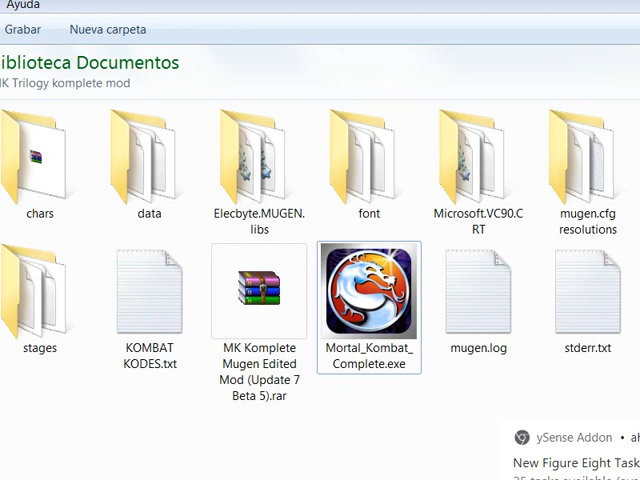 Ayuda
Grabar Nueva carpeta
iblioteca Documentos
MK Trilogy komplete mod
chars
data
Elecbyte.MUGEN.
libs
font
Microsoft.VC90.C
RT
mugen.cfg
resolutions
stages
KOMBAT
KODES.txt
MK Komplete
Mugen Edited
Mod (Update 7
Beta 5).rar
Mortal_Kombat_
Complete.exe
mugen.log
stderr.txt
ySense Addon •
New Figure Eight Task